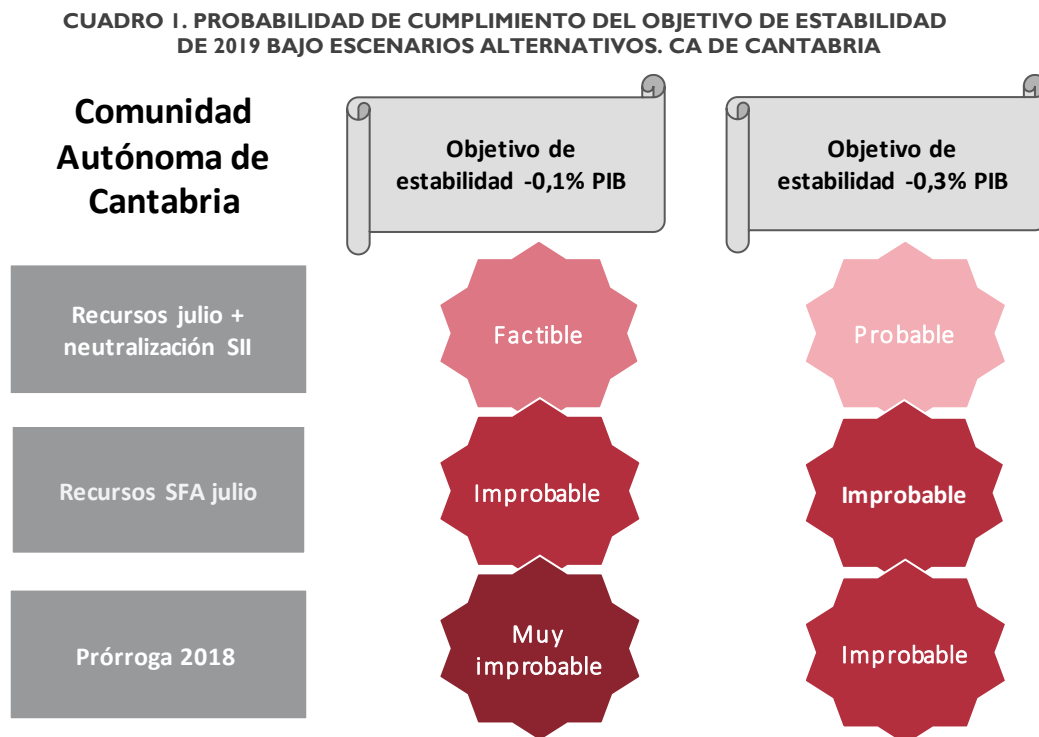 CUADRO 1. PROBABILIDAD DE CUMPLIMIENTO DEL OBJETIVO DE ESTABILIDAD
DE 2019 BAJO ESCENARIOS ALTERNATIVOS. CA DE CANTABRIA
Comunidad
Autónoma de
Cantabria
Objetivo de
estabilidad -0,1% PIB
Objetivo de
estabilidad -0,3% PIB
Recursos julio +
neutralización SII
Factible
Probable
Recursos SFA julio
Improbable
Improbable
Prórroga 2018
Muy
improbable
Improbable